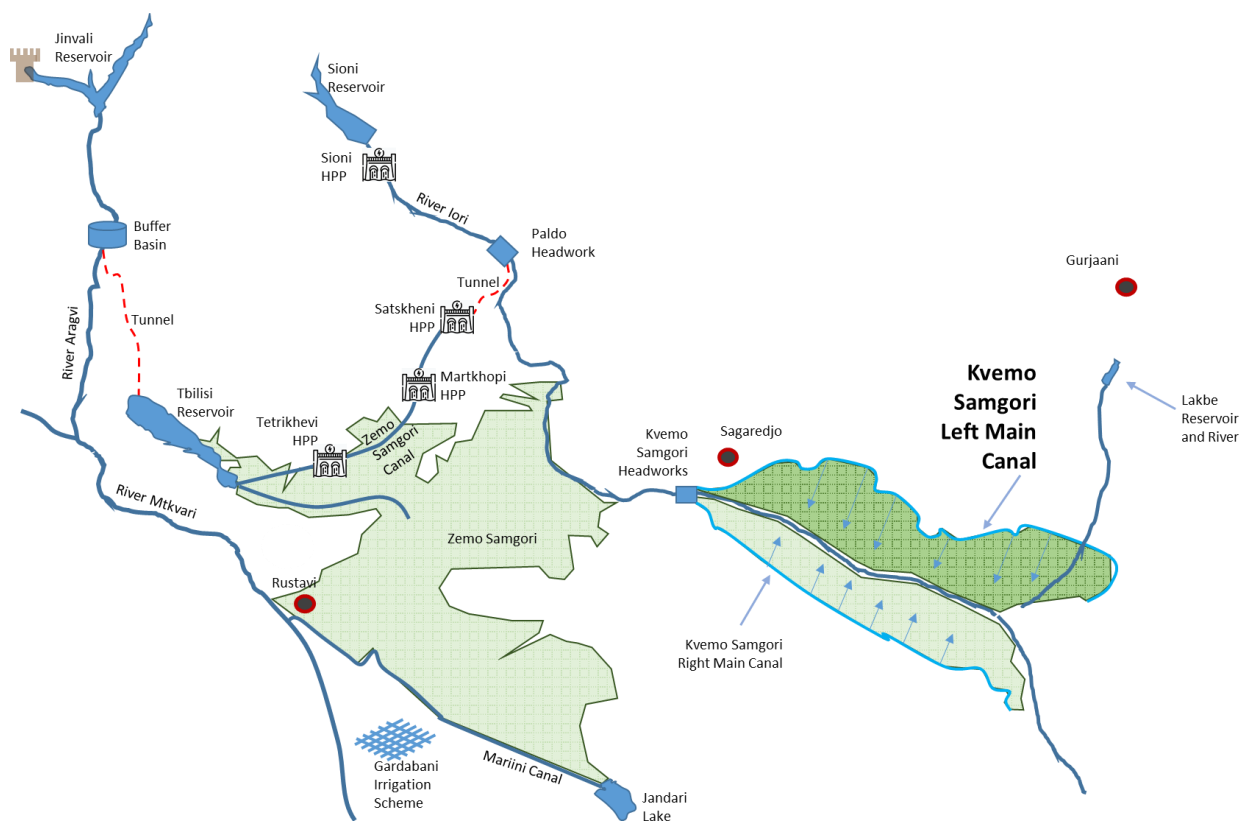 Jinvali
Reservoir
Sioni
Reservoir
Sioni
HPP
River Iori
Buffer
Basin
Paldo
Headwork
Tunnel
Gurjaani
Satskheni
HPP
Tunnel
River Aragvi
Tbilisi
Reservoir
Martkhopi
HPP
Kvemo
Samgori
Left Main
Canal
Lakbe
Reservoir
and River
Tetrikhevi
HPP
Zemo
Samgori
Canal
Kvemo
Samgori
Headworks
Sagaredjo
River Mtkvari
Zemo Samgori
Rustavi
Kvemo Samgori
Right Main Canal
Mariini Canal
Gardabani
Irrigation
Scheme
Jandari
Lake